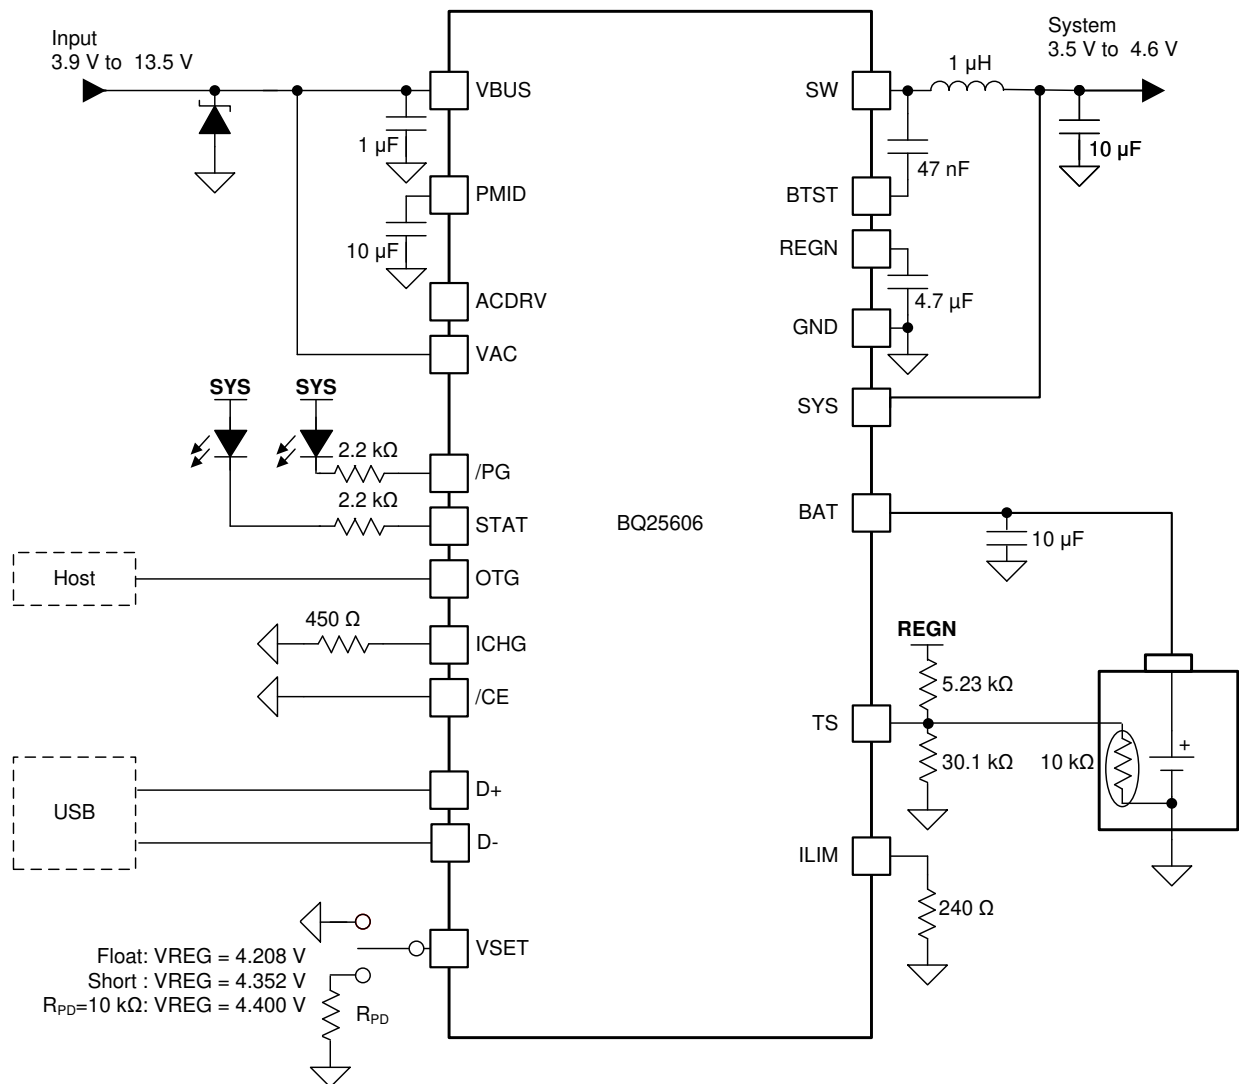 Input
3.9 V to 13.5 V
System
3.5 V to 4.6 V
1 µH
VBUS
SW
1 µF
10 µF
47 nF
PMID
BTST
10 µF
REGN
ACDRV
4.7 µF
GND
VAC
SYS
SYS
SYS
2.2 kΩ
/PG
2.2 kΩ
STAT
BQ25606
BAT
10 µF
Host
OTG
450 Ω
ICHG
REGN
/CE
5.23 kΩ
TS
30.1 kΩ
10 kΩ
+
USB
D+
D-
ILIM
240 Ω
VSET
Float: VREG = 4.208 V
Short : VREG = 4.352 V
RPD=10 kΩ: VREG = 4.400 V
RPD